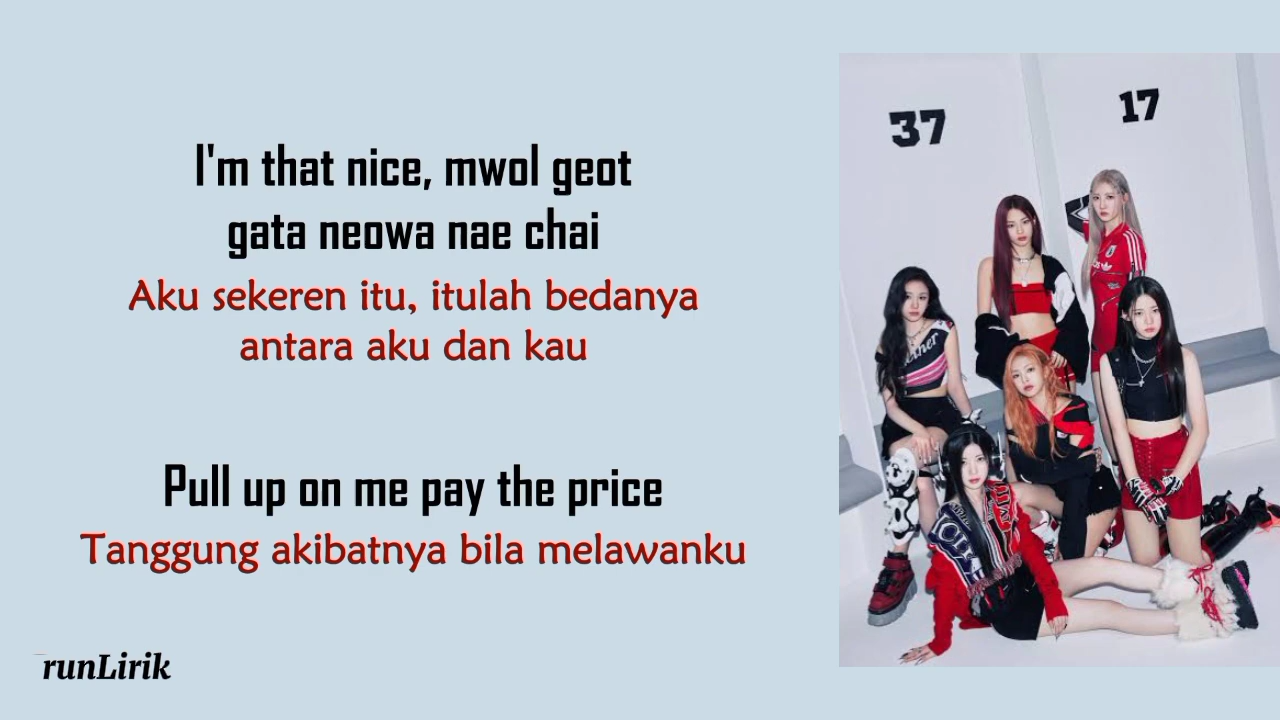 I'm that nice, mwol geot
gata neowa nae chai
Aku sekeren itu, itulah bedanya
antara aku dan kau
Pull up on me pay the price
Tanggung akibatnya bila melawanku
runLirik
37
17